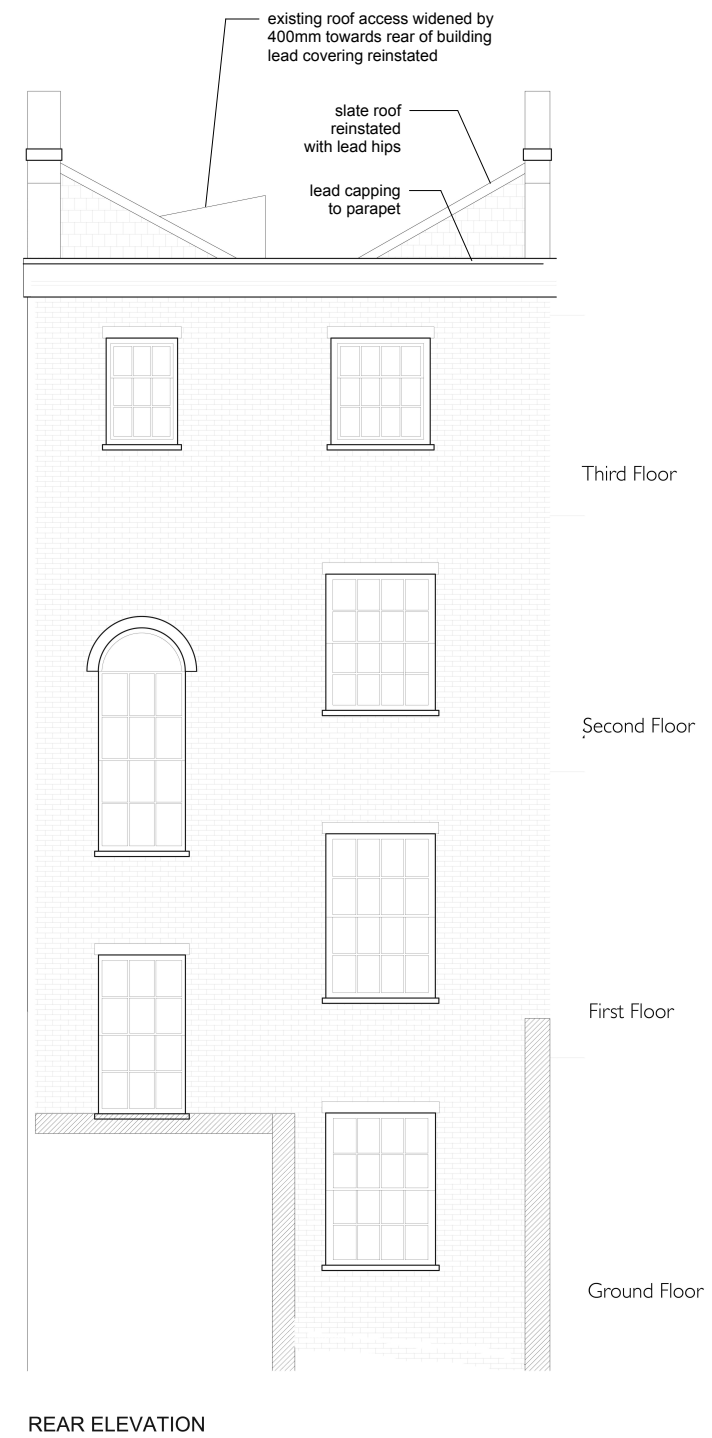 existing roof access widened by
400mm towards rear of building
lead covering reinstated
slate roof
reinstated
with lead hips
lead capping
to parapet
Third Floor
Second Floor
First Floor
Ground Floor
REAR ELEVATION